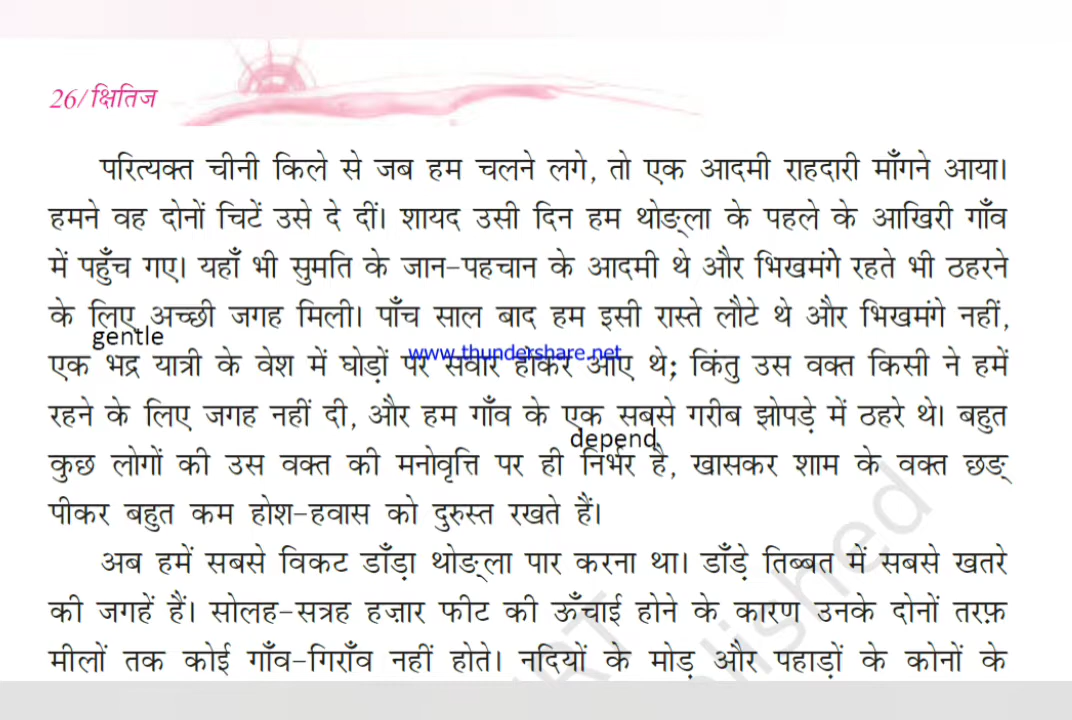 26/क्षितिज
परित्यक्त चीनी किले से जब हम चलने लगे, तो एक आदमी राहदारी माँगने आया।
हमने वह दोनों चिटें उसे दे दीं। शायद उसी दिन हम थोङ्ला के पहले के आखिरी गाँव
में पहुँच गए। यहाँ भी सुमति के जान-पहचान के आदमी थे और भिखमंगे रहते भी ठहरने
के लिए अच्छी जगह मिली। पाँच साल बाद हम इसी रास्ते लौटे थे और भिखमंगे नहीं,
gentle
www.thundershare.net
एक भद्र यात्री के वेश में घोड़ों पर सवार होकर आए थे; किंतु उस वक्त किसी ने हमें
रहने के लिए जगह नहीं दी, और हम गाँव के एक सबसे गरीब झोपड़े में ठहरे थे। बहुत
depend
कुछ लोगों की उस वक्त की मनोवृत्ति पर ही निर्भर है, खासकर शाम के वक्त छङ्
पीकर बहुत कम होश-हवास को दुरुस्त रखते हैं।
अब हमें सबसे विकट डाँड़ा थोङ्ला पार करना था। डाँड़े तिब्बत में सबसे खतरे
की जगहें हैं। सोलह-सत्रह हज़ार फीट की ऊँचाई होने के कारण उनके दोनों तरफ़
मीलों तक कोई गाँव-गिराँव नहीं होते। नदियों के मोड़ और पहाड़ों के कोनों के